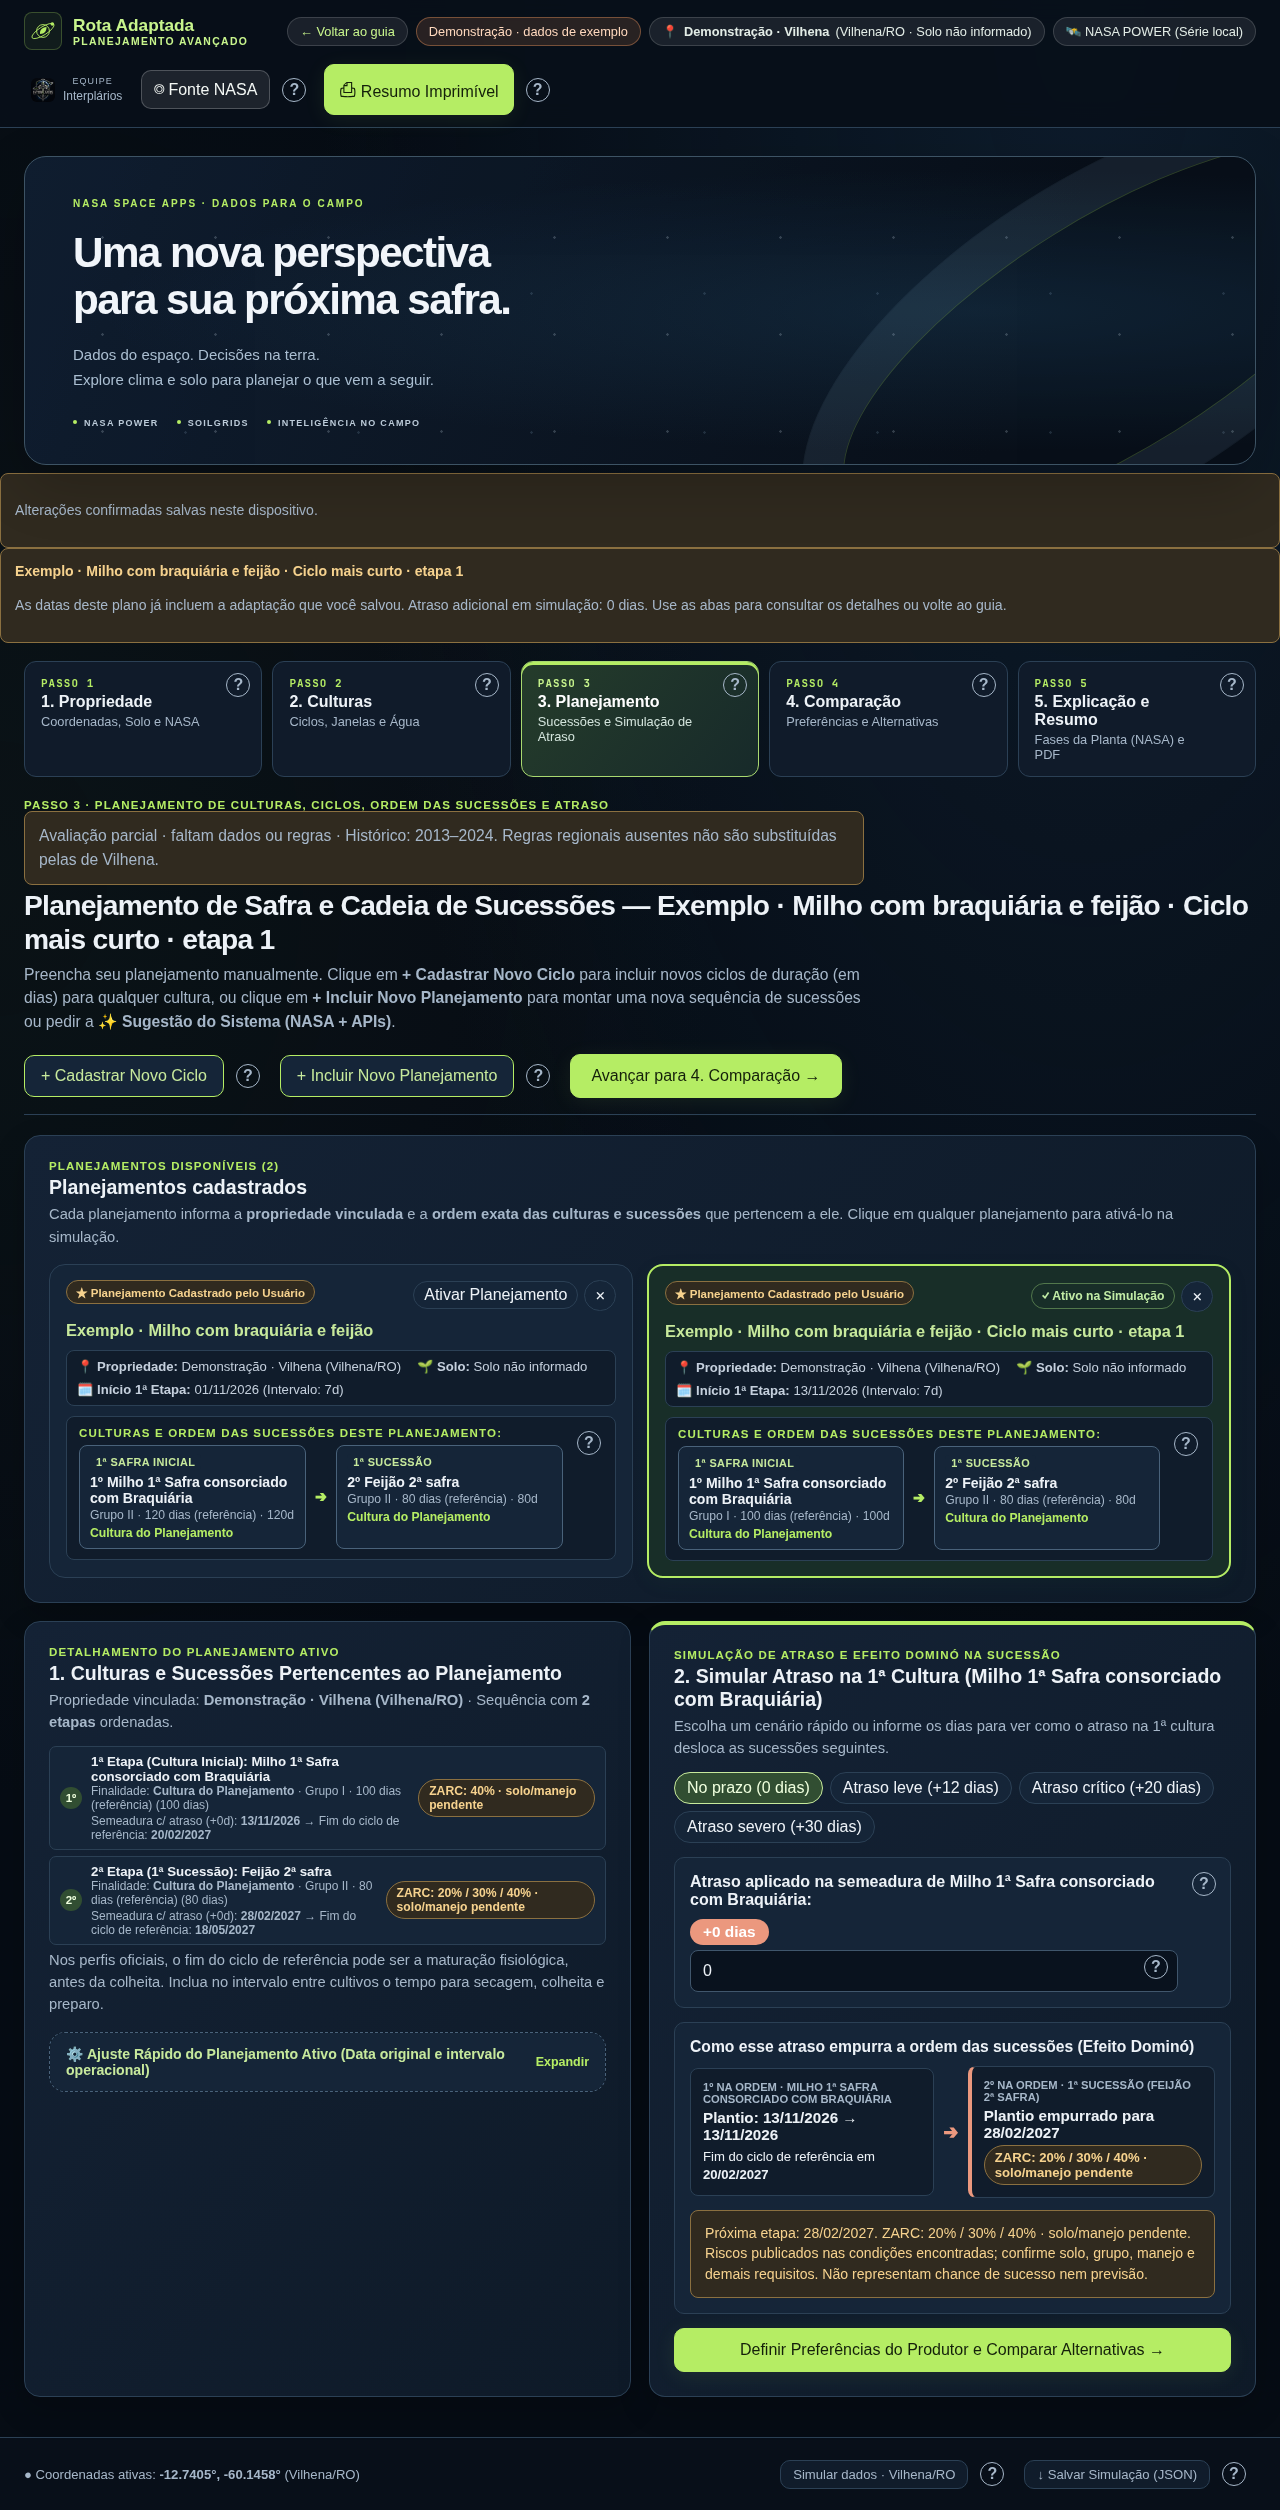 Rota Adaptada
PLANEJAMENTO AVANÇADO
← Voltar ao guia
Demonstração · dados de exemplo
📍 Demonstração · Vilhena (Vilhena/RO · Solo não informado)
🛰️ NASA POWER (Série local)
EQUIPE
Interplários
Fonte NASA
?
Resumo Imprimível
?
NASA SPACE APPS · DADOS PARA O CAMPO
Uma nova perspectiva
para sua próxima safra.
Dados do espaço. Decisões na terra.
Explore clima e solo para planejar o que vem a seguir.
NASA POWER
SOILGRIDS
INTELIGÊNCIA NO CAMPO
Alterações confirmadas salvas neste dispositivo.
Exemplo · Milho com braquiária e feijão · Ciclo mais curto · etapa 1
As datas deste plano já incluem a adaptação que você salvou. Atraso adicional em simulação: 0 dias. Use as abas para consultar os detalhes ou volte ao guia.
PASSO 1
?
1. Propriedade
Coordenadas, Solo e NASA
PASSO 2
?
2. Culturas
Ciclos, Janelas e Água
PASSO 3
?
3. Planejamento
Sucessões e Simulação de
Atraso
PASSO 4
?
4. Comparação
Preferências e Alternativas
PASSO 5
?
5. Explicação e
Resumo
Fases da Planta (NASA) e
PDF
PASSO 3 · PLANEJAMENTO DE CULTURAS, CICLOS, ORDEM DAS SUCESSÕES E ATRASO
Avaliação parcial · faltam dados ou regras · Histórico: 2013–2024. Regras regionais ausentes não são substituídas
pelas de Vilhena.
Planejamento de Safra e Cadeia de Sucessões — Exemplo · Milho com braquiária e feijão · Ciclo
mais curto · etapa 1
Preencha seu planejamento manualmente. Clique em + Cadastrar Novo Ciclo para incluir novos ciclos de duração (em
dias) para qualquer cultura, ou clique em + Incluir Novo Planejamento para montar uma nova sequência de sucessões
ou pedir a ✨ Sugestão do Sistema (NASA + APIs).
+ Cadastrar Novo Ciclo
?
+ Incluir Novo Planejamento
?
Avançar para 4. Comparação →
PLANEJAMENTOS DISPONÍVEIS (2)
Planejamentos cadastrados
Cada planejamento informa a propriedade vinculada e a ordem exata das culturas e sucessões que pertencem a ele. Clique em qualquer planejamento para ativá-lo na
simulação.
★ Planejamento Cadastrado pelo Usuário
Ativar Planejamento
✕
Exemplo · Milho com braquiária e feijão
📍 Propriedade: Demonstração · Vilhena (Vilhena/RO) 🌱 Solo: Solo não informado
🗓️ Início 1ª Etapa: 01/11/2026 (Intervalo: 7d)
CULTURAS E ORDEM DAS SUCESSÕES DESTE PLANEJAMENTO:
?
1ª SAFRA INICIAL
1º Milho 1ª Safra consorciado
com Braquiária
Grupo II · 120 dias (referência) · 120d
Cultura do Planejamento
➔
1ª SUCESSÃO
2º Feijão 2ª safra
Grupo II · 80 dias (referência) · 80d
Cultura do Planejamento
★ Planejamento Cadastrado pelo Usuário
✓ Ativo na Simulação
✕
Exemplo · Milho com braquiária e feijão · Ciclo mais curto · etapa 1
📍 Propriedade: Demonstração · Vilhena (Vilhena/RO) 🌱 Solo: Solo não informado
🗓️ Início 1ª Etapa: 13/11/2026 (Intervalo: 7d)
CULTURAS E ORDEM DAS SUCESSÕES DESTE PLANEJAMENTO:
?
1ª SAFRA INICIAL
1º Milho 1ª Safra consorciado
com Braquiária
Grupo I · 100 dias (referência) · 100d
Cultura do Planejamento
➔
1ª SUCESSÃO
2º Feijão 2ª safra
Grupo II · 80 dias (referência) · 80d
Cultura do Planejamento
DETALHAMENTO DO PLANEJAMENTO ATIVO
1. Culturas e Sucessões Pertencentes ao Planejamento
Propriedade vinculada: Demonstração · Vilhena (Vilhena/RO) · Sequência com 2
etapas ordenadas.
1º
1ª Etapa (Cultura Inicial): Milho 1ª Safra
consorciado com Braquiária
Finalidade: Cultura do Planejamento · Grupo I · 100 dias
(referência) (100 dias)
Semeadura c/ atraso (+0d): 13/11/2026 → Fim do ciclo de
referência: 20/02/2027
ZARC: 40% · solo/manejo
pendente
2º
2ª Etapa (1ª Sucessão): Feijão 2ª safra
Finalidade: Cultura do Planejamento · Grupo II · 80
dias (referência) (80 dias)
Semeadura c/ atraso (+0d): 28/02/2027 → Fim do
ciclo de referência: 18/05/2027
ZARC: 20% / 30% / 40% ·
solo/manejo pendente
Nos perfis oficiais, o fim do ciclo de referência pode ser a maturação fisiológica,
antes da colheita. Inclua no intervalo entre cultivos o tempo para secagem, colheita e
preparo.
⚙️ Ajuste Rápido do Planejamento Ativo (Data original e intervalo
operacional)
Expandir
SIMULAÇÃO DE ATRASO E EFEITO DOMINÓ NA SUCESSÃO
2. Simular Atraso na 1ª Cultura (Milho 1ª Safra consorciado
com Braquiária)
Escolha um cenário rápido ou informe os dias para ver como o atraso na 1ª cultura
desloca as sucessões seguintes.
No prazo (0 dias)
Atraso leve (+12 dias)
Atraso crítico (+20 dias)
Atraso severo (+30 dias)
Atraso aplicado na semeadura de Milho 1ª Safra consorciado
com Braquiária:
?
+0 dias
0
?
Como esse atraso empurra a ordem das sucessões (Efeito Dominó)
1º NA ORDEM · MILHO 1ª SAFRA
CONSORCIADO COM BRAQUIÁRIA
Plantio: 13/11/2026 →
13/11/2026
Fim do ciclo de referência em
20/02/2027
➔
2º NA ORDEM · 1ª SUCESSÃO (FEIJÃO
2ª SAFRA)
Plantio empurrado para
28/02/2027
ZARC: 20% / 30% / 40% ·
solo/manejo pendente
Próxima etapa: 28/02/2027. ZARC: 20% / 30% / 40% · solo/manejo pendente.
Riscos publicados nas condições encontradas; confirme solo, grupo, manejo e
demais requisitos. Não representam chance de sucesso nem previsão.
Definir Preferências do Produtor e Comparar Alternativas →
● Coordenadas ativas: -12.7405°, -60.1458° (Vilhena/RO)
Simular dados · Vilhena/RO
?
↓ Salvar Simulação (JSON)
?